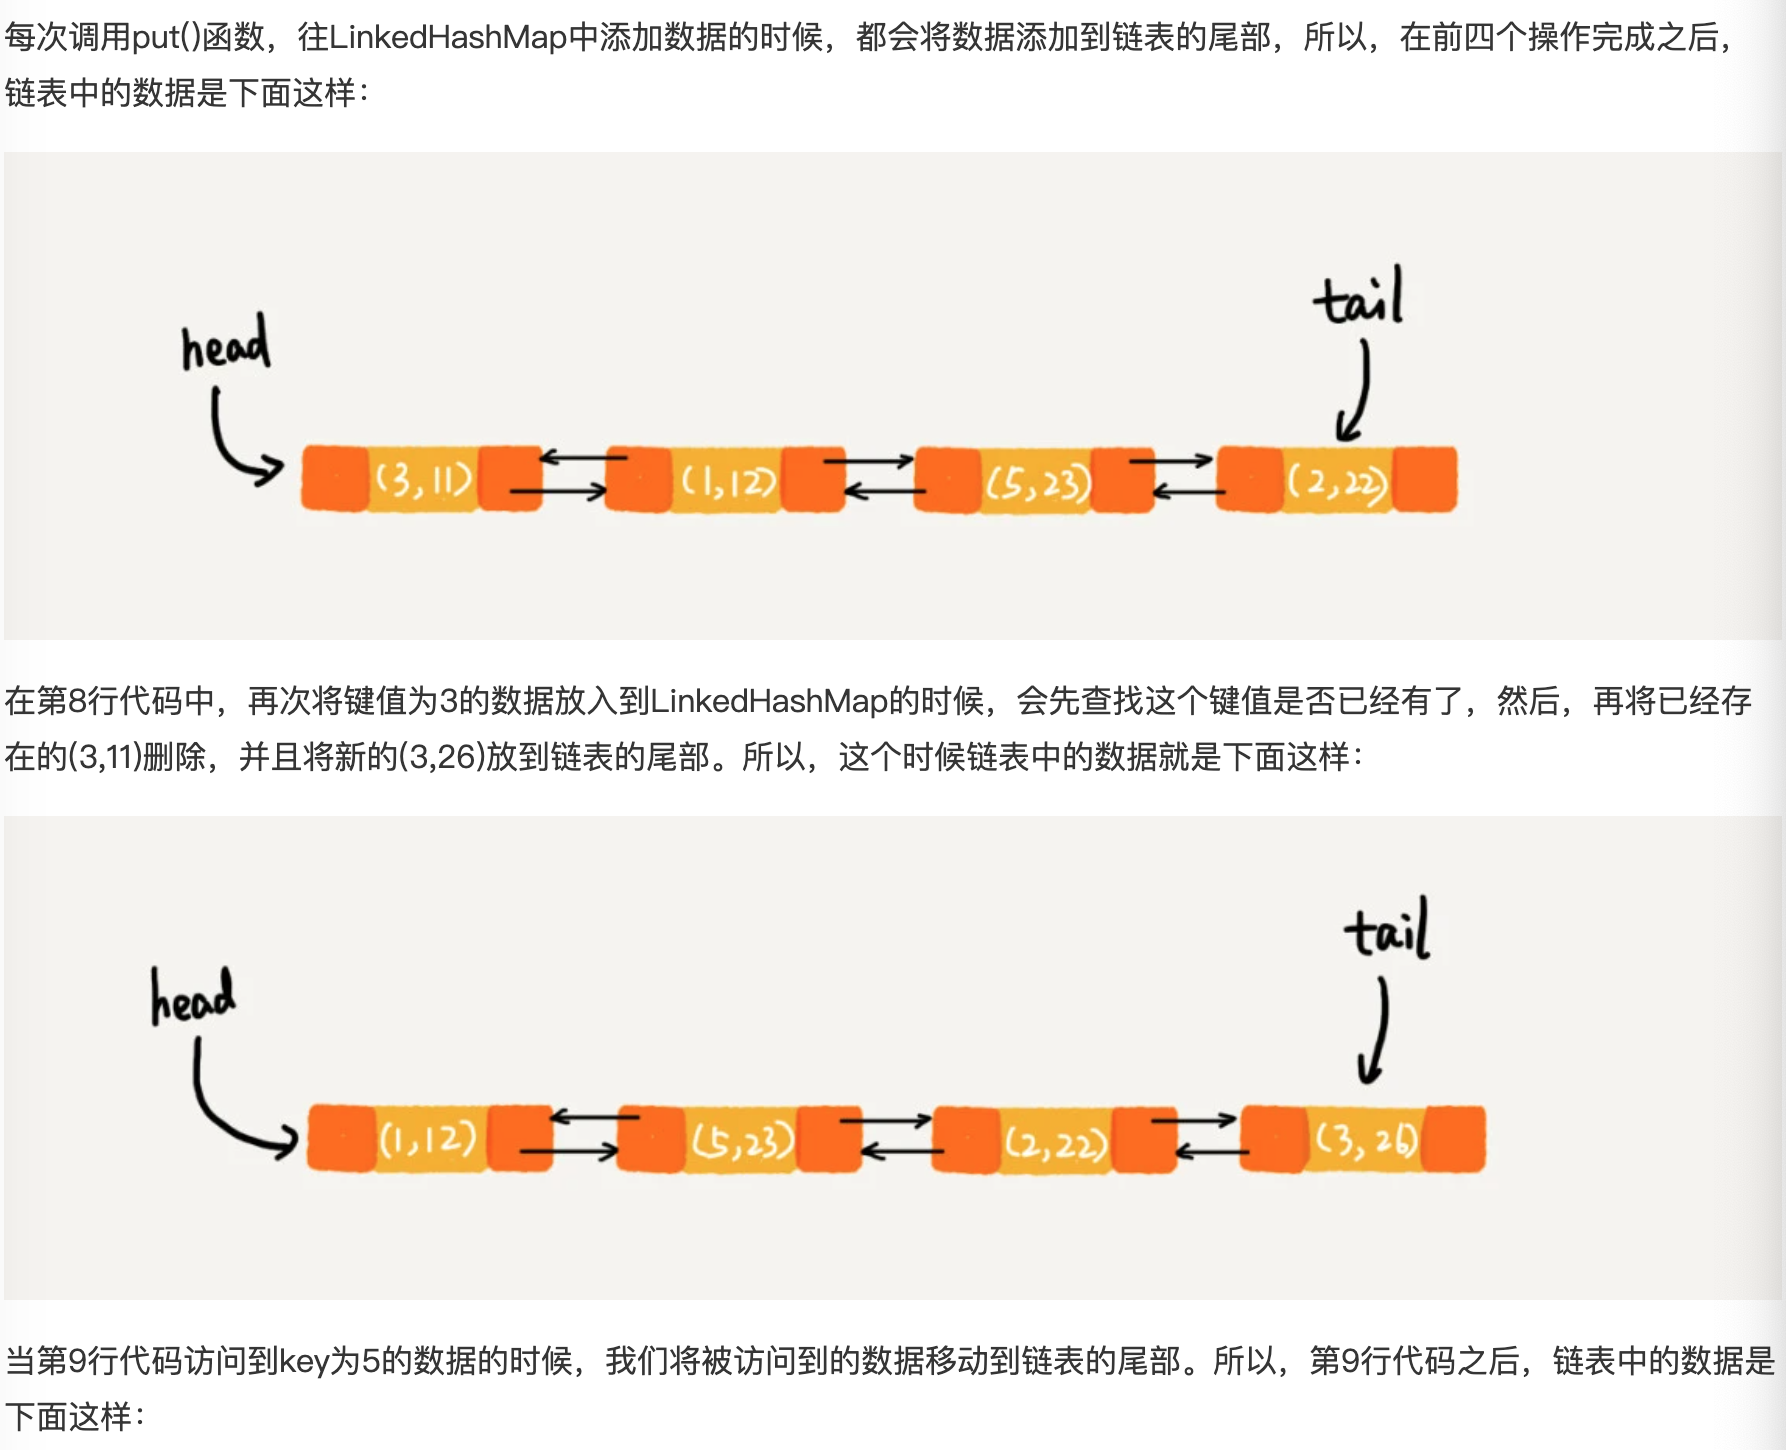 每次调用put()函数，往LinkedHashMap中添加数据的时候，都会将数据添加到链表的尾部，所以，在前四个操作完成之后，
链表中的数据是下面这样：
tail
head
(3,11) (1,12) (5,23) (2,22)
在第8行代码中，再次将键值为3的数据放入到LinkedHashMap的时候，会先查找这个键值是否已经有了，然后，再将已经存
在的(3,11)删除，并且将新的(3,26)放到链表的尾部。所以，这个时候链表中的数据就是下面这样：
tail
head
(1,12) (5,23) (2,22) (3,26)
当第9行代码访问到key为5的数据的时候，我们将被访问到的数据移动到链表的尾部。所以，第9行代码之后，链表中的数据是
下面这样：